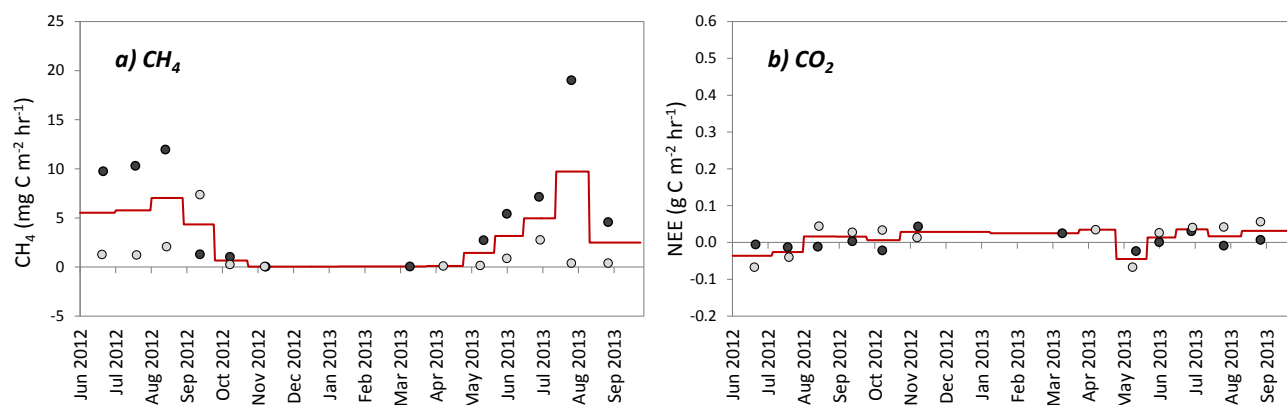 a) CH4
CH4 (mg C m-2 hr-1)
25
20
15
10
5
0
-5
Jun 2012
Jul 2012
Aug 2012
Sep 2012
Oct 2012
Nov 2012
Dec 2012
Jan 2013
Feb 2013
Mar 2013
Apr 2013
May 2013
Jun 2013
Jul 2013
Aug 2013
Sep 2013
b) CO2
NEE (g C m-2 hr-1)
0.6
0.5
0.4
0.3
0.2
0.1
0.0
-0.1
-0.2
Jun 2012
Jul 2012
Aug 2012
Sep 2012
Oct 2012
Nov 2012
Dec 2012
Jan 2013
Feb 2013
Mar 2013
Apr 2013
May 2013
Jun 2013
Jul 2013
Aug 2013
Sep 2013